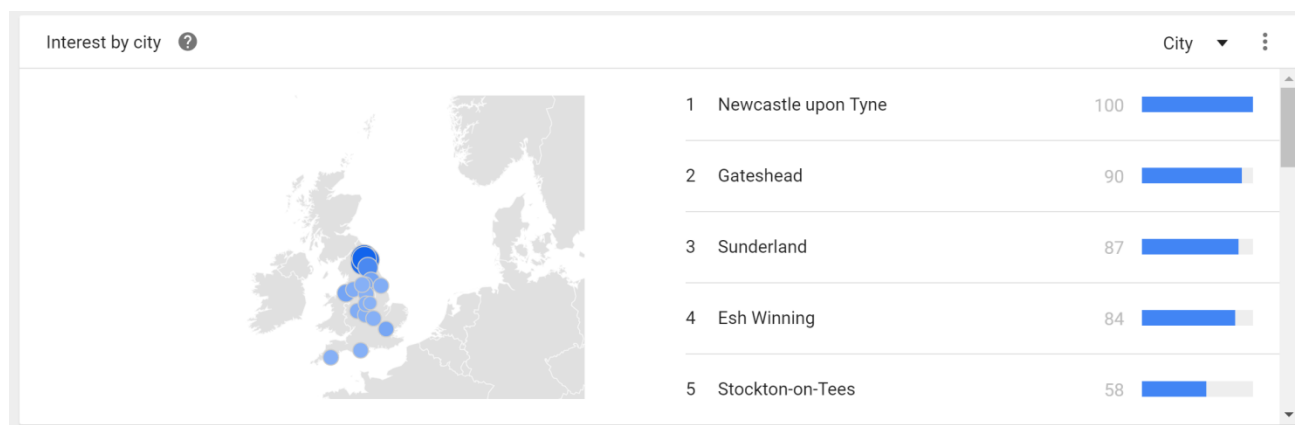 Interest by city ? City
1 Newcastle upon Tyne 100
2 Gateshead 90
3 Sunderland 87
4 Esh Winning 84
5 Stockton-on-Tees 58